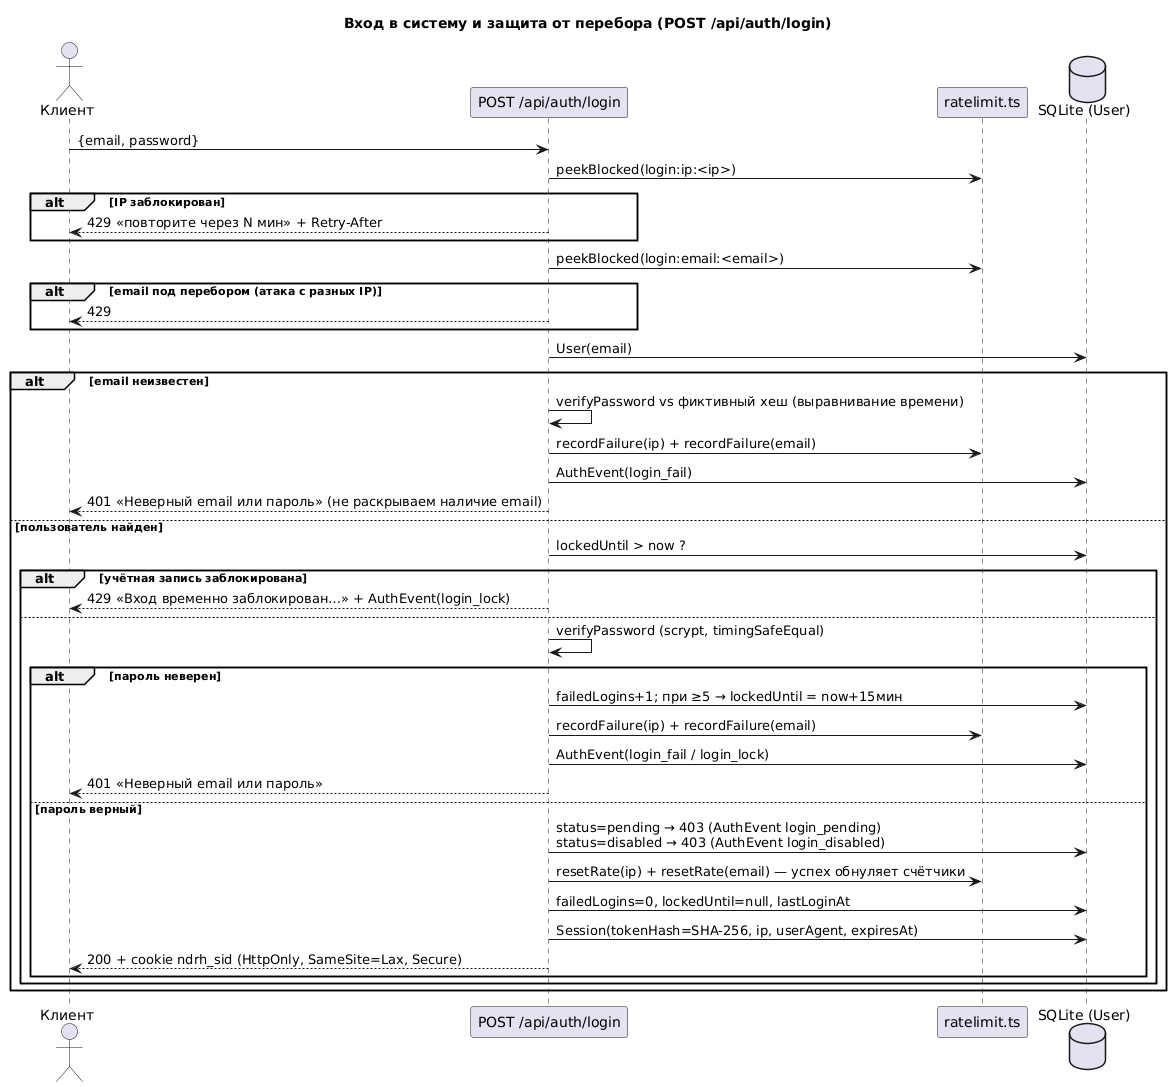 Вход в систему и защита от перебора (POST /api/auth/login)
Клиент
POST /api/auth/login
ratelimit.ts
SQLite (User)
{email, password}
peekBlocked(login:ip:<ip>)
alt [IP заблокирован]
429 «повторите через N мин» + Retry-After
peekBlocked(login:email:<email>)
alt [email под перебором (атака с разных IP)]
429
User(email)
alt [email неизвестен]
verifyPassword vs фиктивный хеш (выравнивание времени)
recordFailure(ip) + recordFailure(email)
AuthEvent(login_fail)
401 «Неверный email или пароль» (не раскрываем наличие email)
[пользователь найден]
lockedUntil > now ?
alt [учётная запись заблокирована]
429 «Вход временно заблокирован...» + AuthEvent(login_lock)
verifyPassword (scrypt, timingSafeEqual)
alt [пароль неверен]
failedLogins+1; при ≥5 → lockedUntil = now+15мин
recordFailure(ip) + recordFailure(email)
AuthEvent(login_fail / login_lock)
401 «Неверный email или пароль»
[пароль верный]
status=pending → 403 (AuthEvent login_pending)
status=disabled → 403 (AuthEvent login_disabled)
resetRate(ip) + resetRate(email) — успех обнуляет счётчики
failedLogins=0, lockedUntil=null, lastLoginAt
Session(tokenHash=SHA-256, ip, userAgent, expiresAt)
200 + cookie ndrh_sid (HttpOnly, SameSite=Lax, Secure)
Клиент
POST /api/auth/login
ratelimit.ts
SQLite (User)